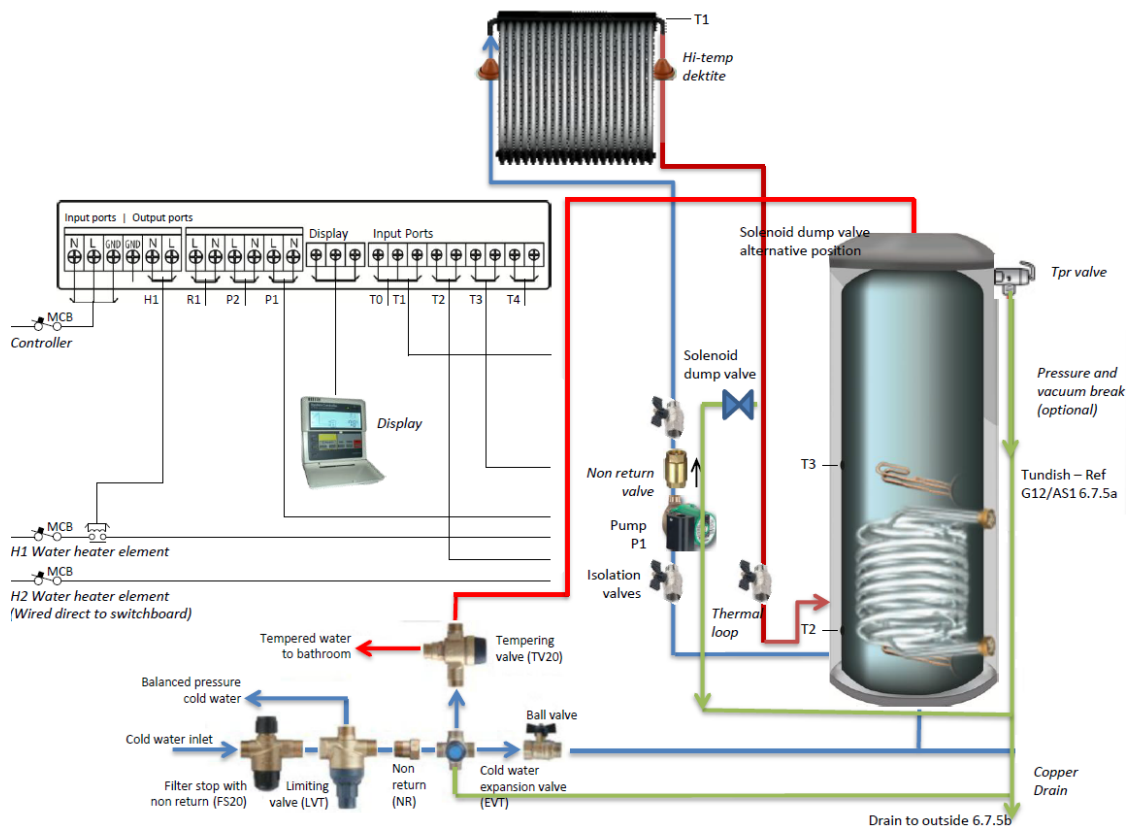 T1
Hi-temp
dektite
Input ports | Output ports
N L GND GND N L
L N L N L N
Display
Input Ports
H1 R1 P2 P1 T0 T1 T2 T3 T4
MCB
Controller
Display
Solenoid dump valve
alternative position
Tpr valve
Solenoid
dump valve
Pressure and
vacuum break
(optional)
Non return
valve
T3
Tundish – Ref
G12/AS1 6.7.5a
Pump
P1
MCB
H1 Water heater element
Isolation
valves
MCB
H2 Water heater element
(Wired direct to switchboard)
Thermal
loop
T2
Tempered water
to bathroom
Tempering
valve (TV20)
Balanced pressure
cold water
Ball valve
Cold water inlet
Filter stop with
non return (FS20)
Limiting
valve (LVT)
Non
return
(NR)
Cold water
expansion valve
(EVT)
Copper
Drain
Drain to outside 6.7.5b